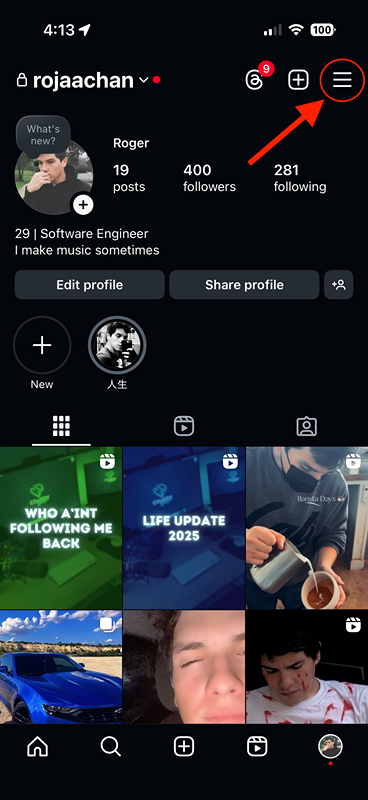 4:13
100
rojaachan
9
What's
new?
Roger
19
posts
400
followers
281
following
29 | Software Engineer
I make music sometimes
Edit profile
Share profile
New
人生
WHO A'INT
FOLLOWING ME
BACK
LIFE UPDATE
2025
Barista Days